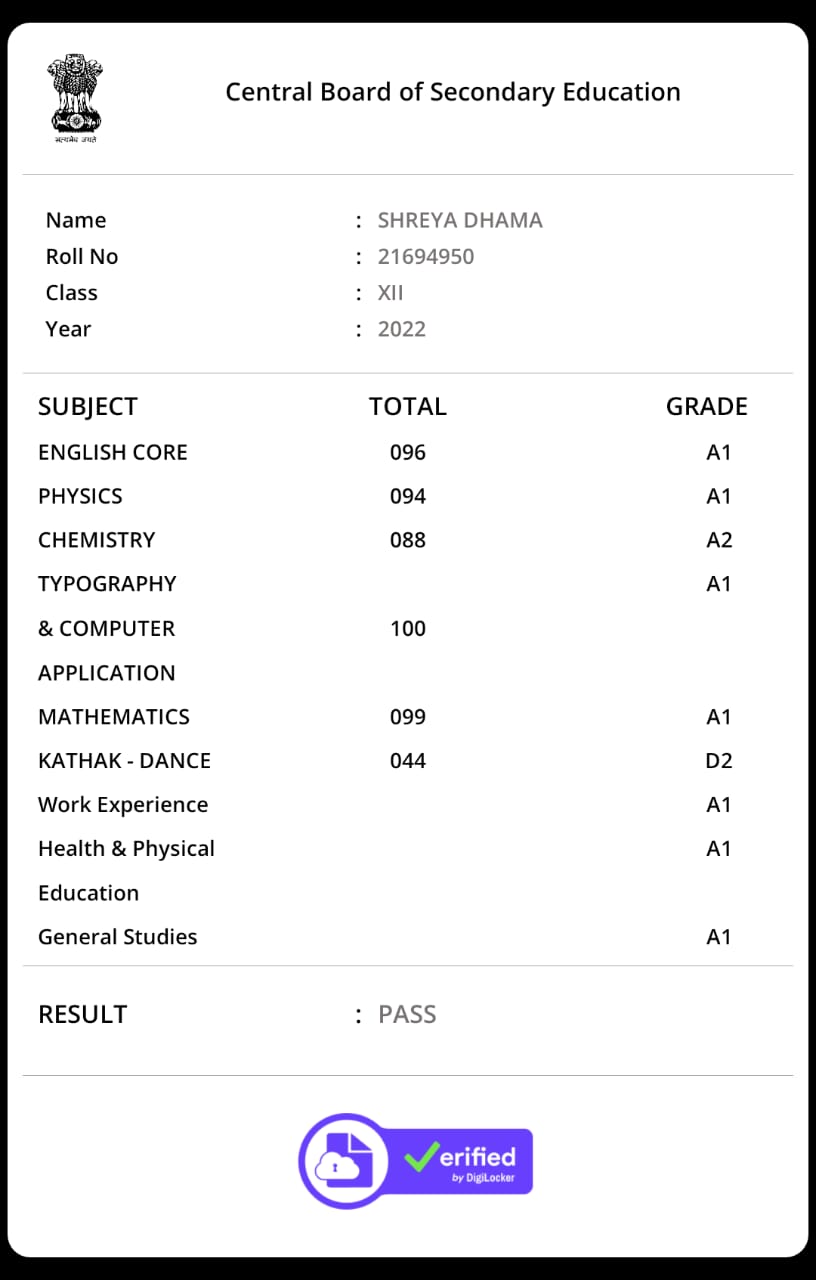 सत्यमेव जयते
Central Board of Secondary Education
Name : SHREYA DHAMA
Roll No : 21694950
Class : XII
Year : 2022
SUBJECT TOTAL GRADE
ENGLISH CORE 096 A1
PHYSICS 094 A1
CHEMISTRY 088 A2
TYPOGRAPHY A1
& COMPUTER 100
APPLICATION
MATHEMATICS 099 A1
KATHAK - DANCE 044 D2
Work Experience A1
Health & Physical A1
Education
General Studies A1
RESULT : PASS
Verified
by DigiLocker